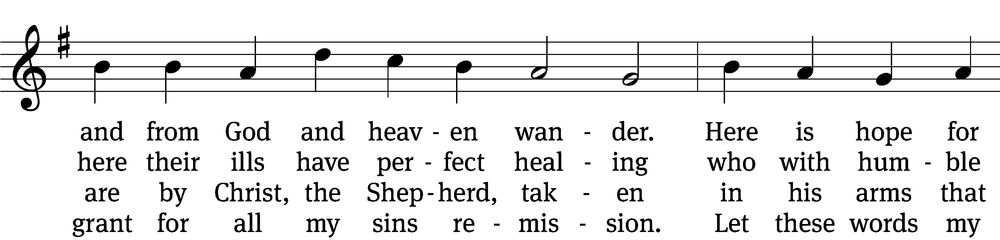 and from God and heav - en wan - der. Here is hope for
here their ills have per - fect heal - ing who with hum - ble
are by Christ, the Shep - herd, tak - en in his arms that
grant for all my sins re - mis - sion. Let these words my